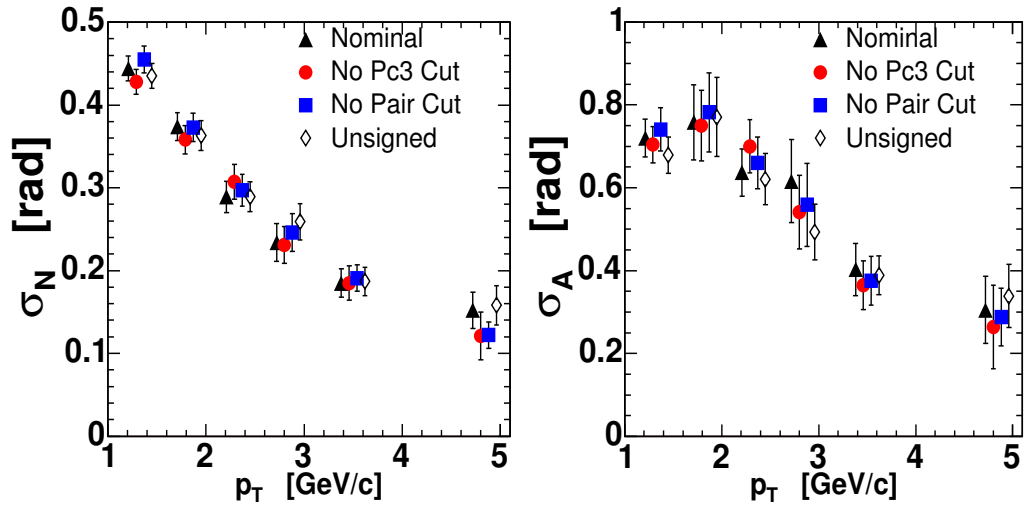 0.5
0.4
0.3
0.2
0.1
0
σN [rad]
Nominal
No Pc3 Cut
No Pair Cut
Unsigned
1 2 3 4 5
pT [GeV/c]
1
0.8
0.6
0.4
0.2
0
σA [rad]
Nominal
No Pc3 Cut
No Pair Cut
Unsigned
1 2 3 4 5
pT [GeV/c]